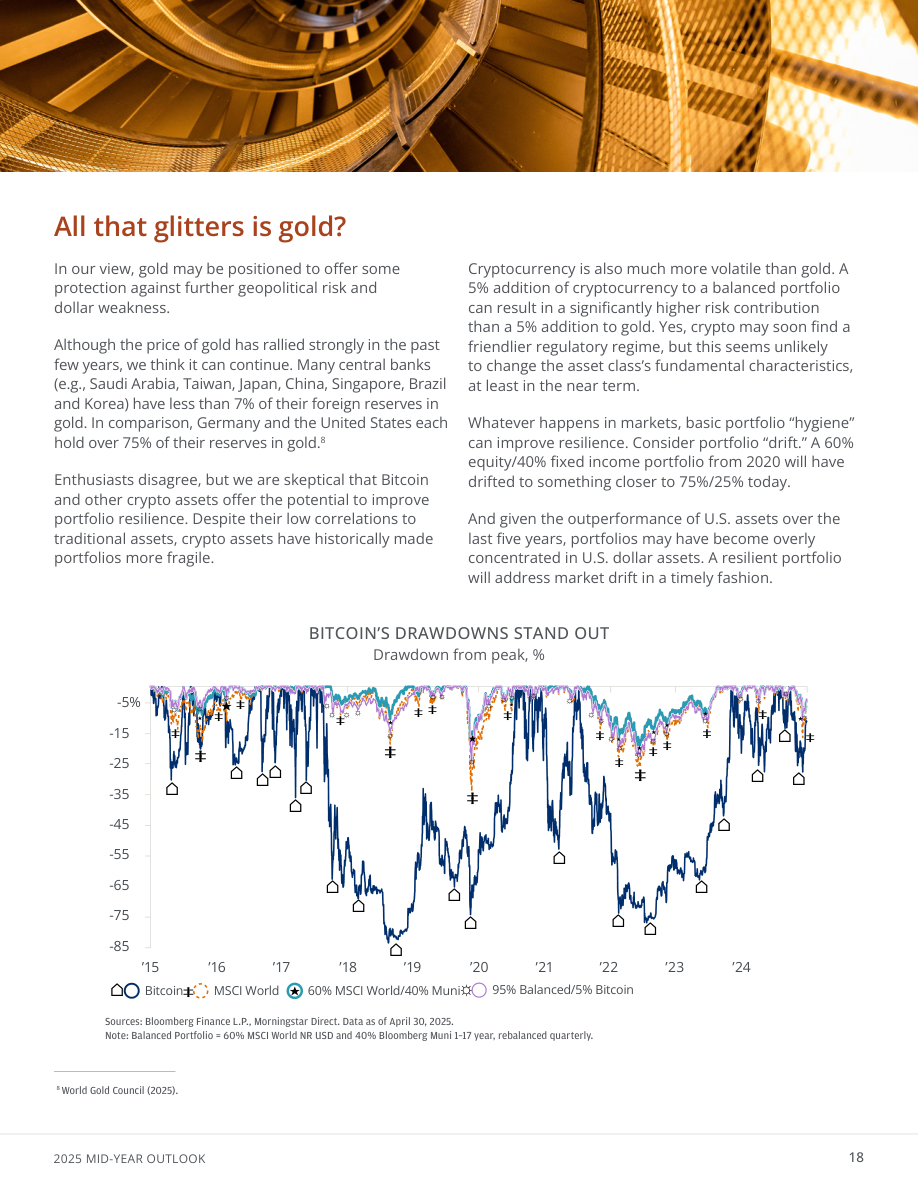 All that glitters is gold?
In our view, gold may be positioned to offer some
protection against further geopolitical risk and
dollar weakness.
Although the price of gold has rallied strongly in the past
few years, we think it can continue. Many central banks
(e.g., Saudi Arabia, Taiwan, Japan, China, Singapore, Brazil
and Korea) have less than 7% of their foreign reserves in
gold. In comparison, Germany and the United States each
hold over 75% of their reserves in gold.⁸
Enthusiasts disagree, but we are skeptical that Bitcoin
and other crypto assets offer the potential to improve
portfolio resilience. Despite their low correlations to
traditional assets, crypto assets have historically made
portfolios more fragile.
Cryptocurrency is also much more volatile than gold. A
5% addition of cryptocurrency to a balanced portfolio
can result in a significantly higher risk contribution
than a 5% addition to gold. Yes, crypto may soon find a
friendlier regulatory regime, but this seems unlikely
to change the asset class’s fundamental characteristics,
at least in the near term.
Whatever happens in markets, basic portfolio “hygiene”
can improve resilience. Consider portfolio “drift.” A 60%
equity/40% fixed income portfolio from 2020 will have
drifted to something closer to 75%/25% today.
And given the outperformance of U.S. assets over the
last five years, portfolios may have become overly
concentrated in U.S. dollar assets. A resilient portfolio
will address market drift in a timely fashion.
BITCOIN’S DRAWDOWNS STAND OUT
Drawdown from peak, %
-5%
-15
-25
-35
-45
-55
-65
-75
-85
’15 ’16 ’17 ’18 ’19 ’20 ’21 ’22 ’23 ’24
Bitcoin MSCI World 60% MSCI World/40% Muni 95% Balanced/5% Bitcoin
Sources: Bloomberg Finance L.P., Morningstar Direct. Data as of April 30, 2025.
Note: Balanced Portfolio = 60% MSCI World NR USD and 40% Bloomberg Muni 1-17 year, rebalanced quarterly.
⁸ World Gold Council (2025).
2025 MID-YEAR OUTLOOK 18